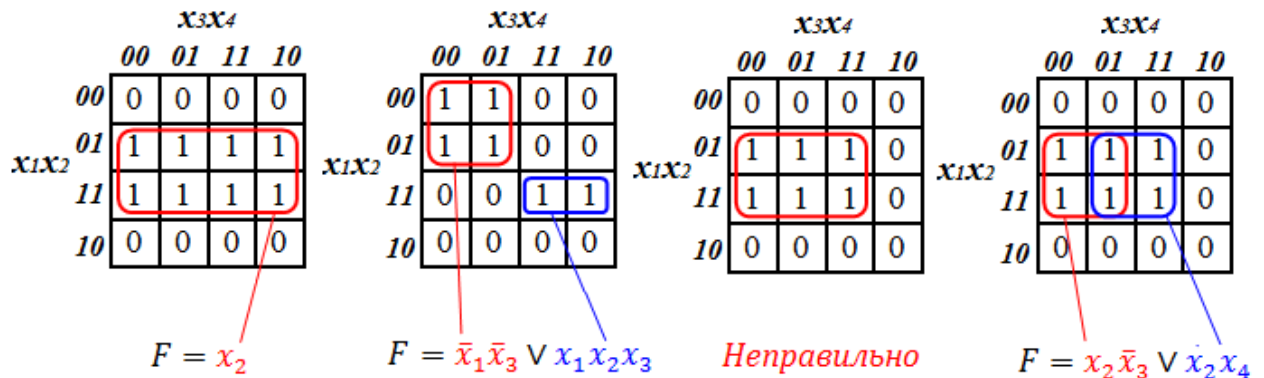 x3x4 x3x4 x3x4 x3x4
00 01 11 10 00 01 11 10 00 01 11 10 00 01 11 10
00 0 0 0 0 00 1 1 0 0 00 0 0 0 0 00 0 0 0 0
01 1 1 1 1 01 1 1 0 0 01 1 1 1 0 01 1 1 1 0
x1x2 x1x2 x1x2 x1x2
11 1 1 1 1 11 0 0 1 1 11 1 1 1 0 11 1 1 1 0
10 0 0 0 0 10 0 0 0 0 10 0 0 0 0 10 0 0 0 0
F = x₂ F = x̄₁x̄₃ ∨ x₁x₂x₃ Неправильно F = x₂x̄₃ ∨ x₂x₄